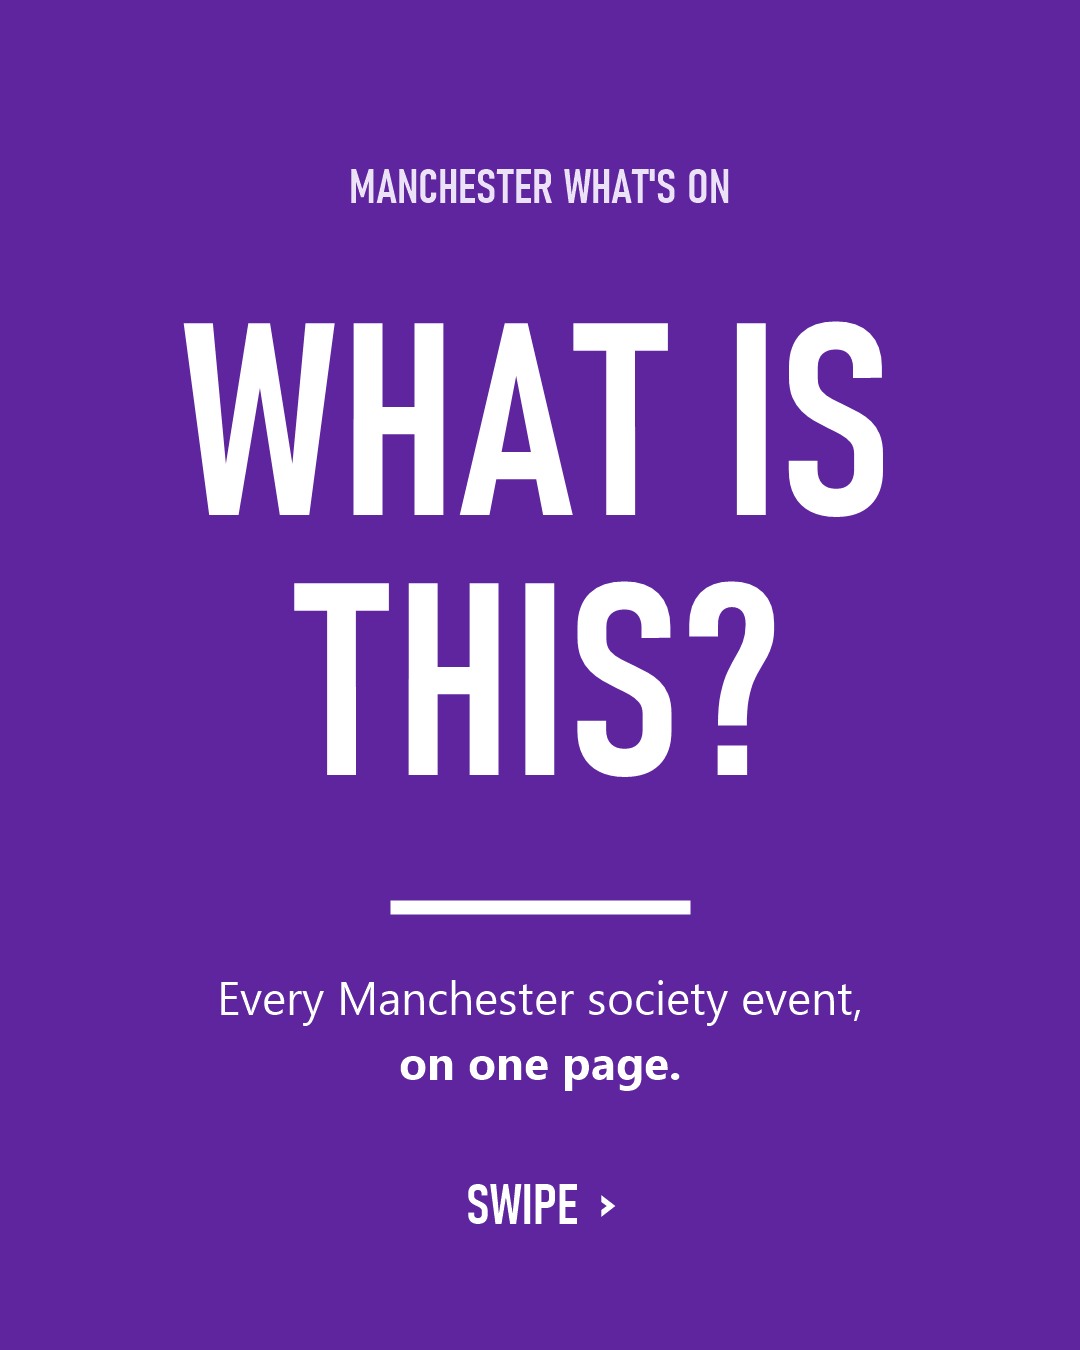 MANCHESTER WHAT'S ON
WHAT IS
THIS?
Every Manchester society event,
on one page.
SWIPE >